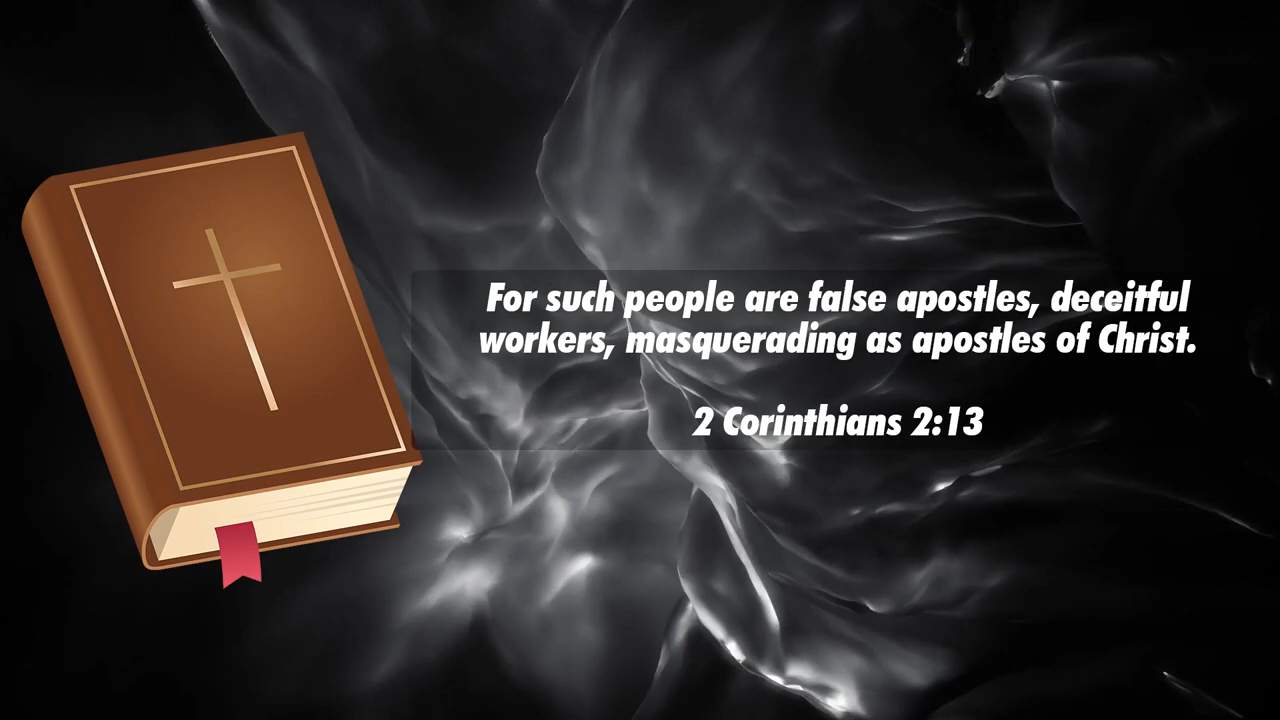 For such people are false apostles, deceitful
workers, masquerading as apostles of Christ.
2 Corinthians 2:13